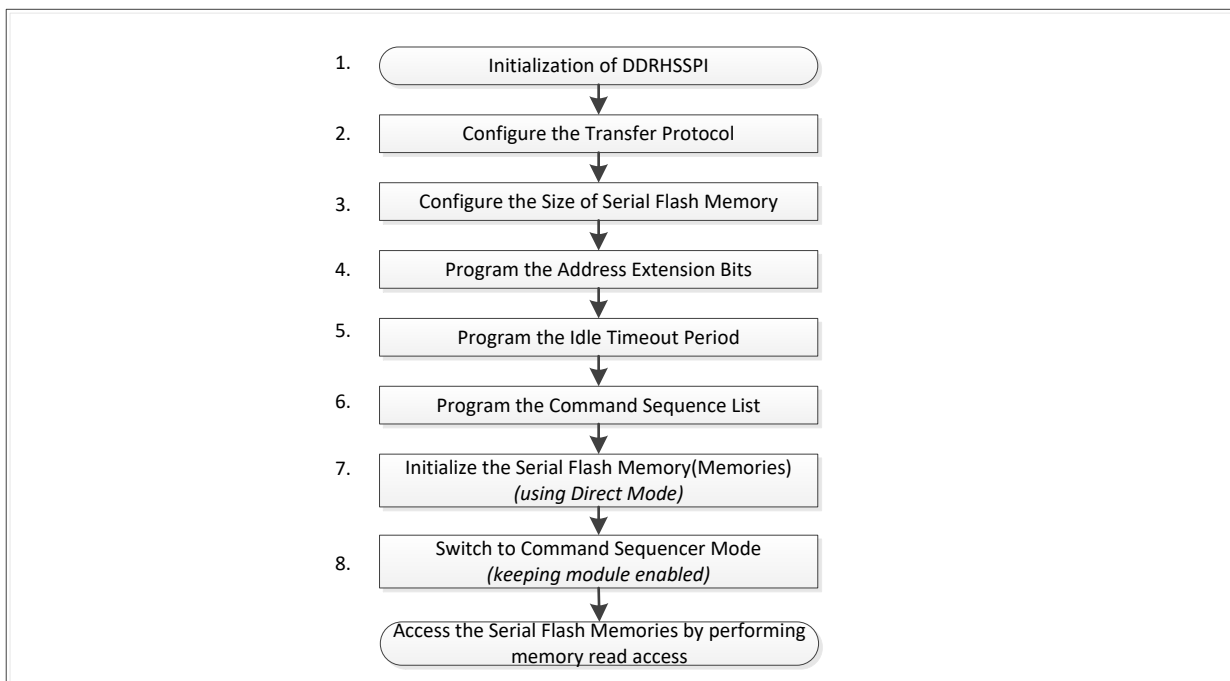 1. Initialization of DDRHSSPI
2. Configure the Transfer Protocol
3. Configure the Size of Serial Flash Memory
4. Program the Address Extension Bits
5. Program the Idle Timeout Period
6. Program the Command Sequence List
7. Initialize the Serial Flash Memory(Memories)
(using Direct Mode)
8. Switch to Command Sequencer Mode
(keeping module enabled)
Access the Serial Flash Memories by performing
memory read access